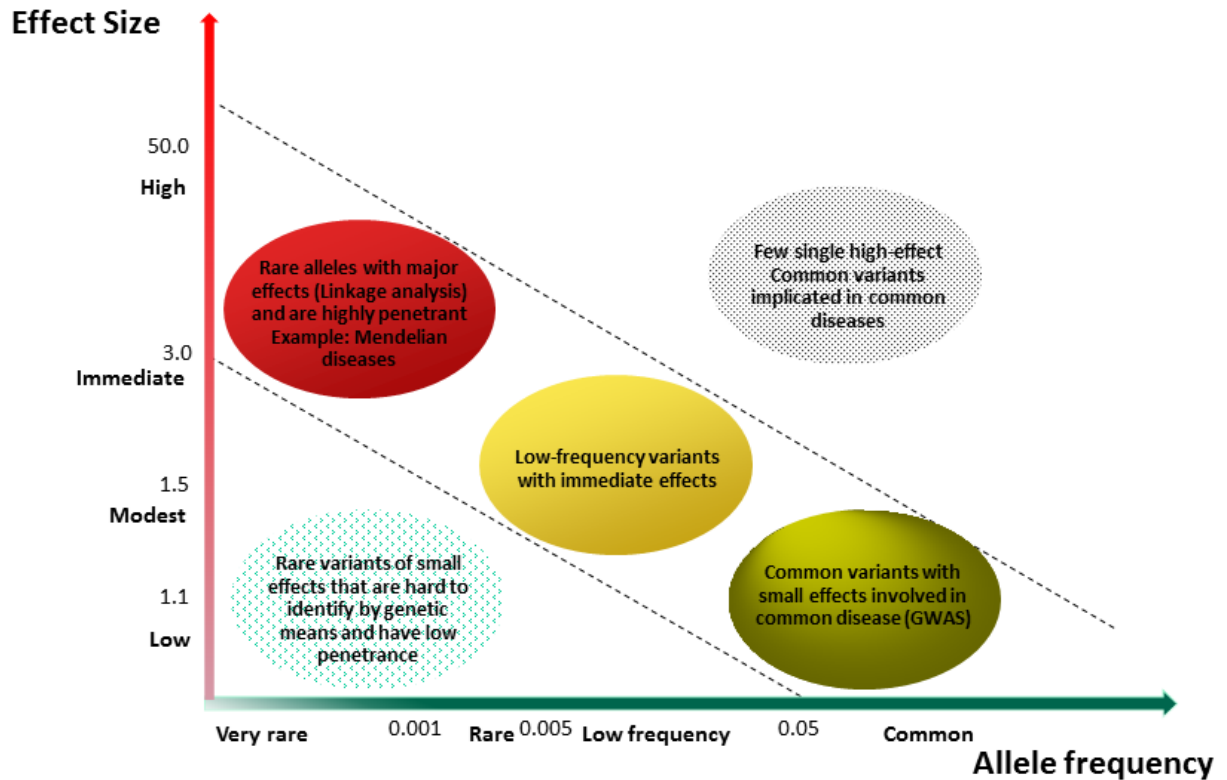 Effect Size
50.0
High
Rare alleles with major
effects (Linkage analysis)
and are highly penetrant
Example: Mendelian
diseases
Few single high-effect
Common variants
implicated in common
diseases
3.0
Immediate
Low-frequency variants
with immediate effects
1.5
Modest
Rare variants of small
effects that are hard to
identify by genetic
means and have low
penetrance
Common variants with
small effects involved in
common disease (GWAS)
1.1
Low
Very rare 0.001 Rare 0.005 Low frequency 0.05 Common
Allele frequency